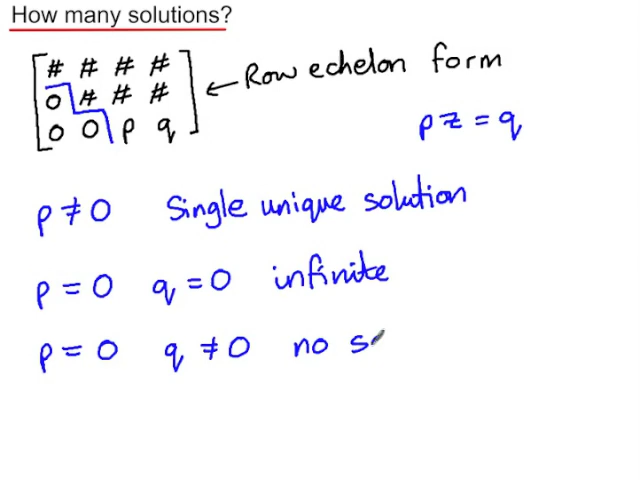 How many solutions?
# # # #
0 # # # ← Row echelon form
0 0 p q
pz = q
p ≠ 0 Single unique solution
p = 0 q = 0 infinite
p = 0 q ≠ 0 no s